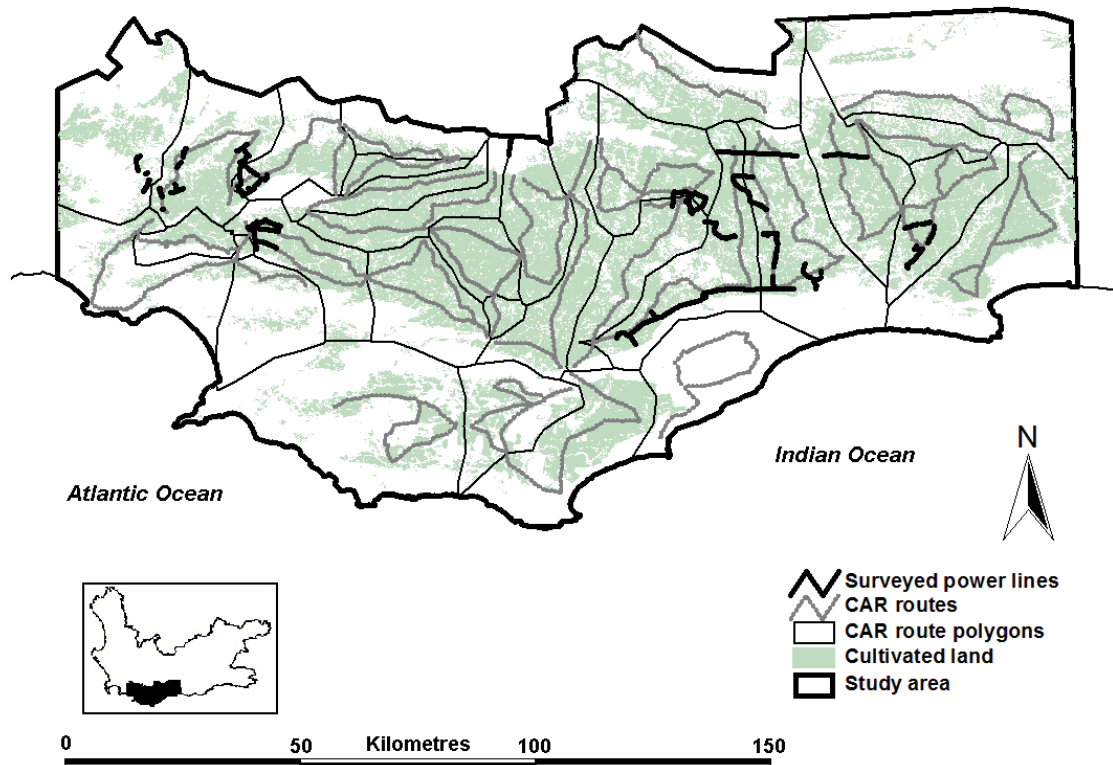 Indian Ocean
N
Atlantic Ocean
Surveyed power lines
CAR routes
CAR route polygons
Cultivated land
Study area
0 50 Kilometres 100 150